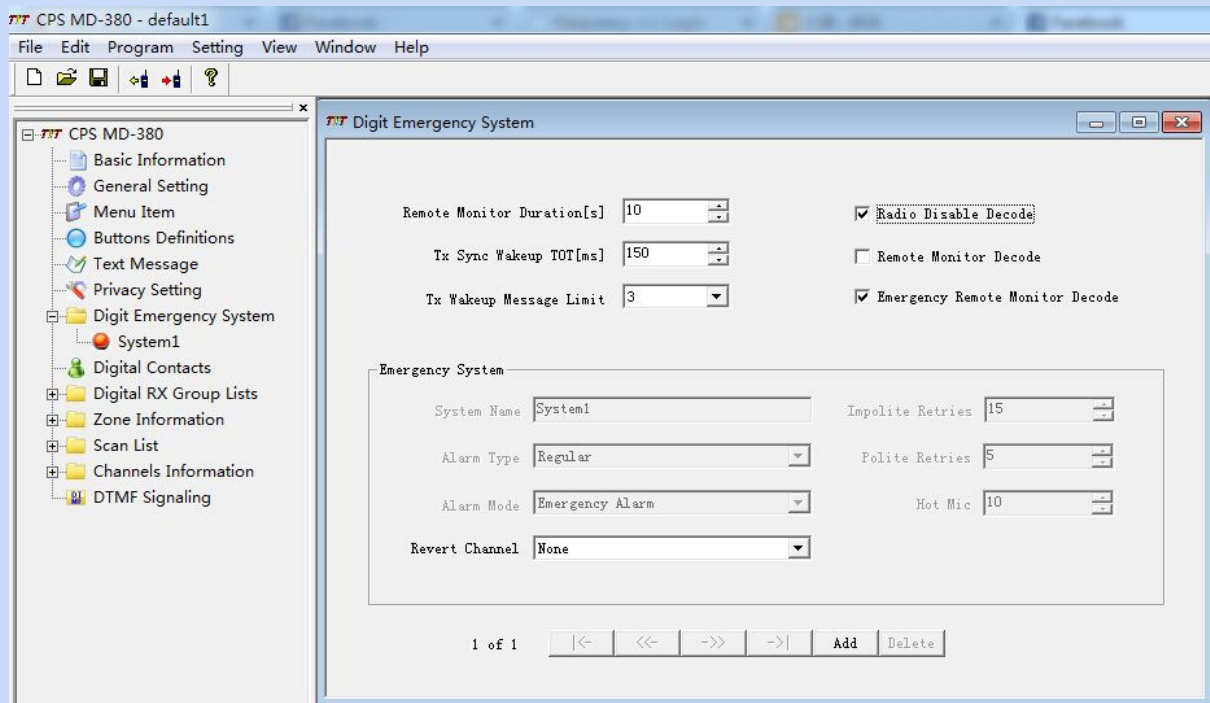 TYT CPS MD-380 - default1
File Edit Program Setting View Window Help
TYT CPS MD-380
Basic Information
General Setting
Menu Item
Buttons Definitions
Text Message
Privacy Setting
Digit Emergency System
System1
Digital Contacts
Digital RX Group Lists
Zone Information
Scan List
Channels Information
DTMF Signaling
TYT Digit Emergency System
Remote Monitor Duration[s] 10
Radio Disable Decode
Tx Sync Wakeup TOT[ms] 150
Remote Monitor Decode
Tx Wakeup Message Limit 3
Emergency Remote Monitor Decode
Emergency System
System Name System1
Impolite Retries 15
Alarm Type Regular
Polite Retries 5
Alarm Mode Emergency Alarm
Hot Mic 10
Revert Channel None
1 of 1 |<- <<- ->> ->| Add Delete